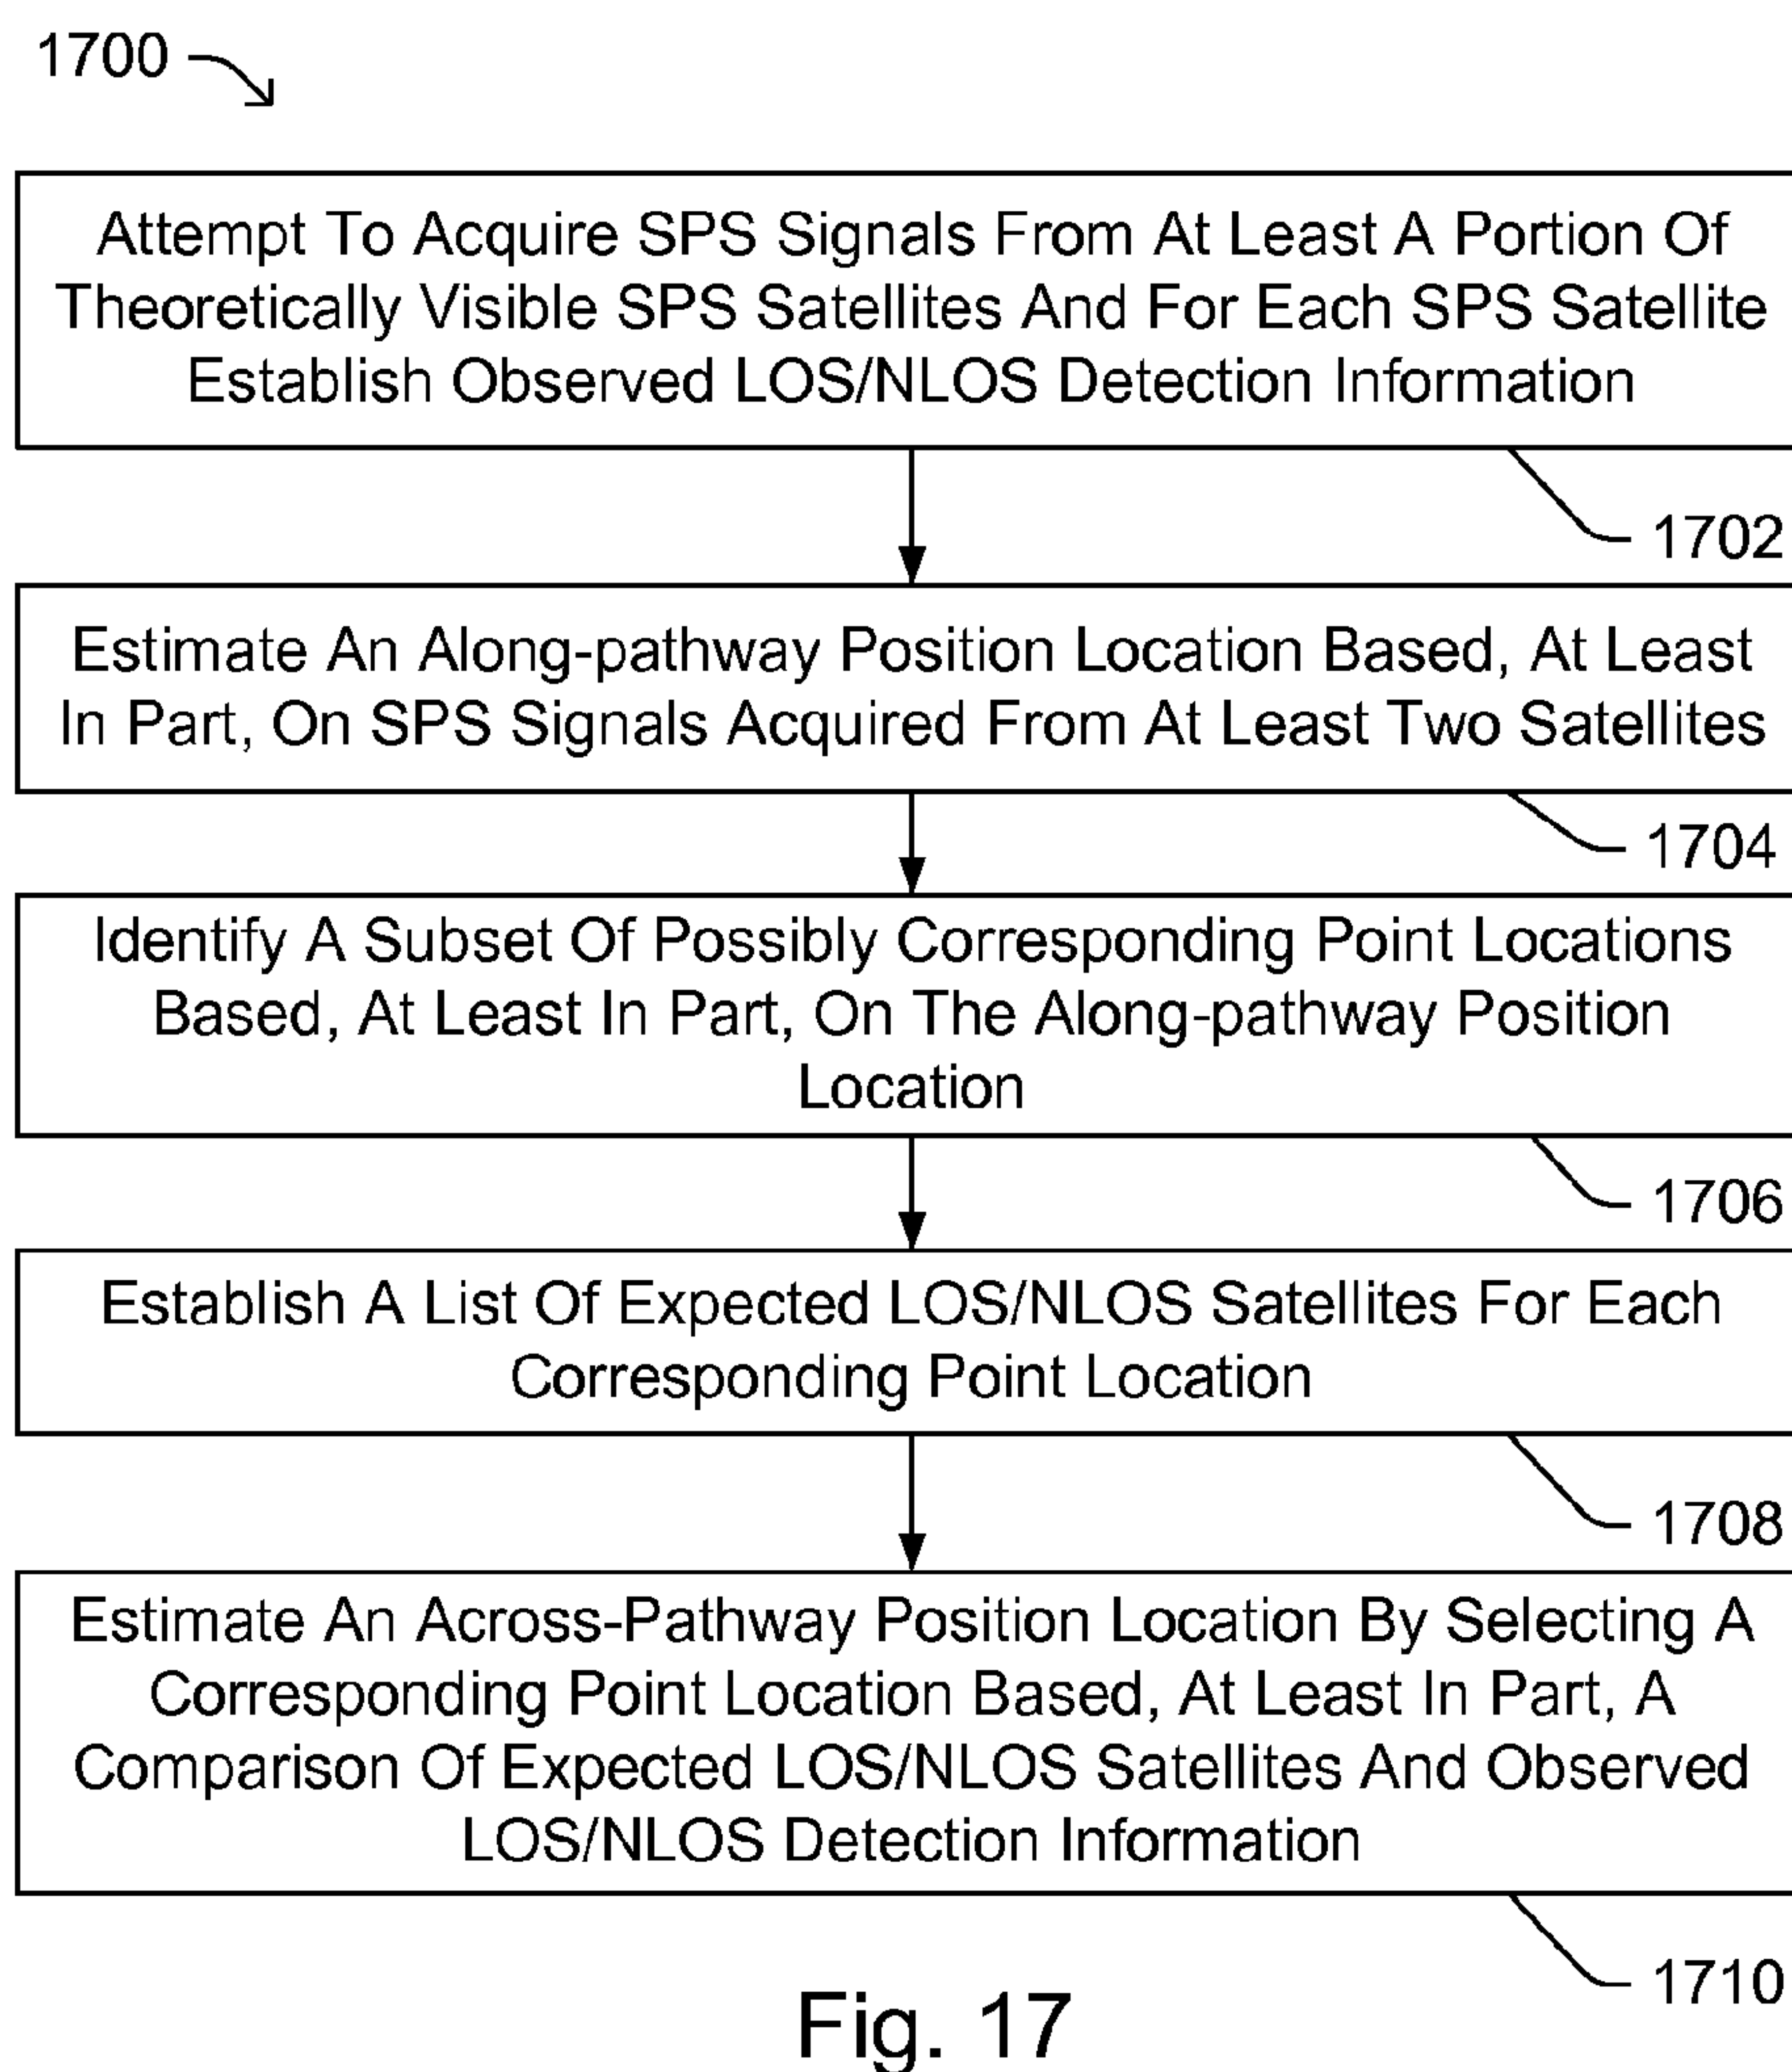 1700
Attempt To Acquire SPS Signals From At Least A Portion Of
Theoretically Visible SPS Satellites And For Each SPS Satellite
Establish Observed LOS/NLOS Detection Information
1702
Estimate An Along-pathway Position Location Based, At Least
In Part, On SPS Signals Acquired From At Least Two Satellites
1704
Identify A Subset Of Possibly Corresponding Point Locations
Based, At Least In Part, On The Along-pathway Position
Location
1706
Establish A List Of Expected LOS/NLOS Satellites For Each
Corresponding Point Location
1708
Estimate An Across-Pathway Position Location By Selecting A
Corresponding Point Location Based, At Least In Part, A
Comparison Of Expected LOS/NLOS Satellites And Observed
LOS/NLOS Detection Information
1710
Fig. 17